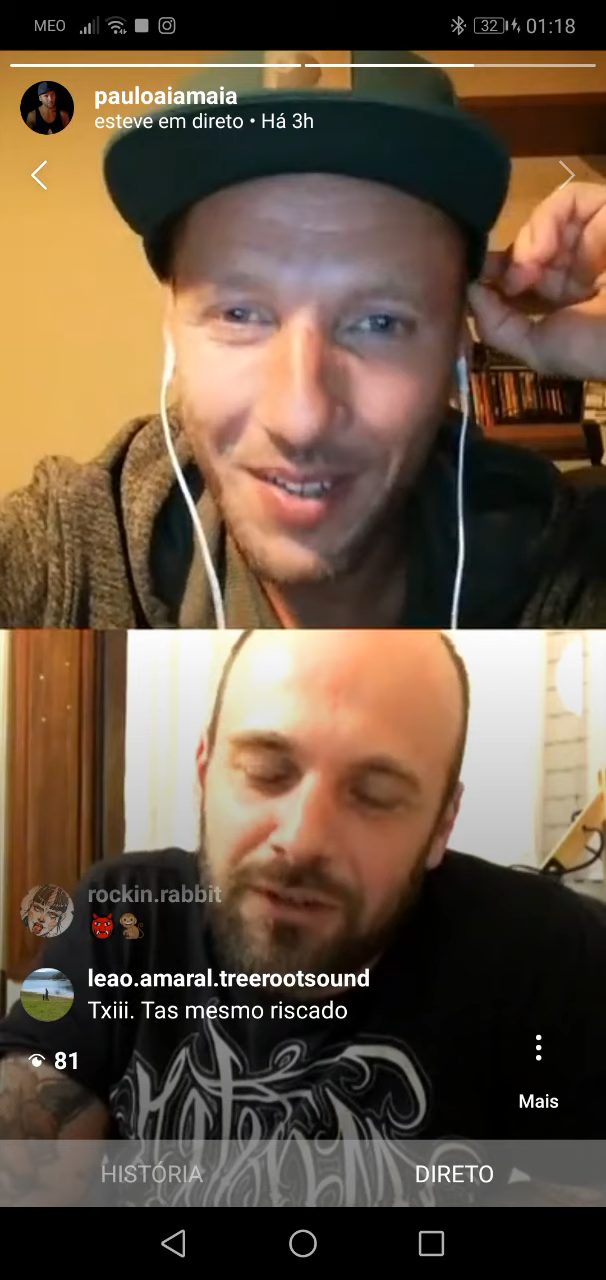 MEO 32 01:18
pauloaiamaia
esteve em direto • Há 3h
rockin.rabbit
👹🐒
leao.amaral.treerootsound
Txiii. Tas mesmo riscado
81
Mais
HISTÓRIA DIRETO